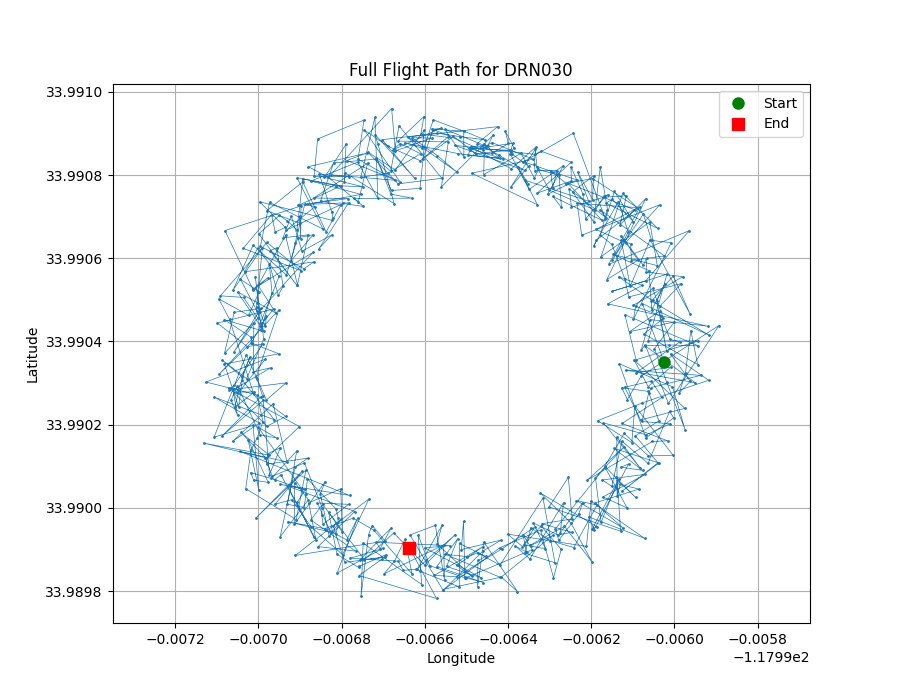 Full Flight Path for DRN030
33.9910
33.9908
33.9906
33.9904
33.9902
33.9900
33.9898
Latitude
Start
End
−0.0072 −0.0070 −0.0068 −0.0066 −0.0064 −0.0062 −0.0060 −0.0058
−1.1799e2
Longitude